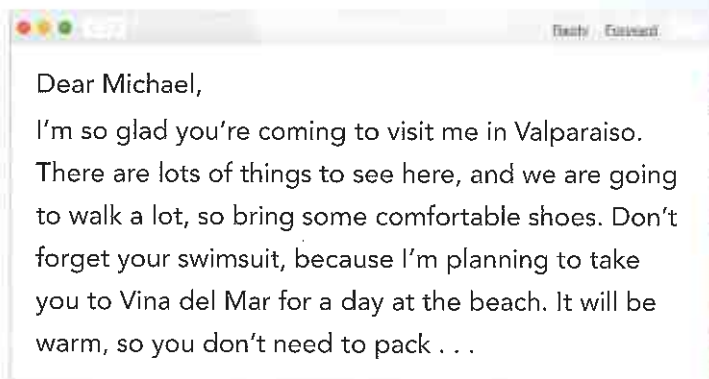 Dear Michael,
I'm so glad you're coming to visit me in Valparaiso.
There are lots of things to see here, and we are going
to walk a lot, so bring some comfortable shoes. Don't
forget your swimsuit, because I'm planning to take
you to Vina del Mar for a day at the beach. It will be
warm, so you don't need to pack . . .